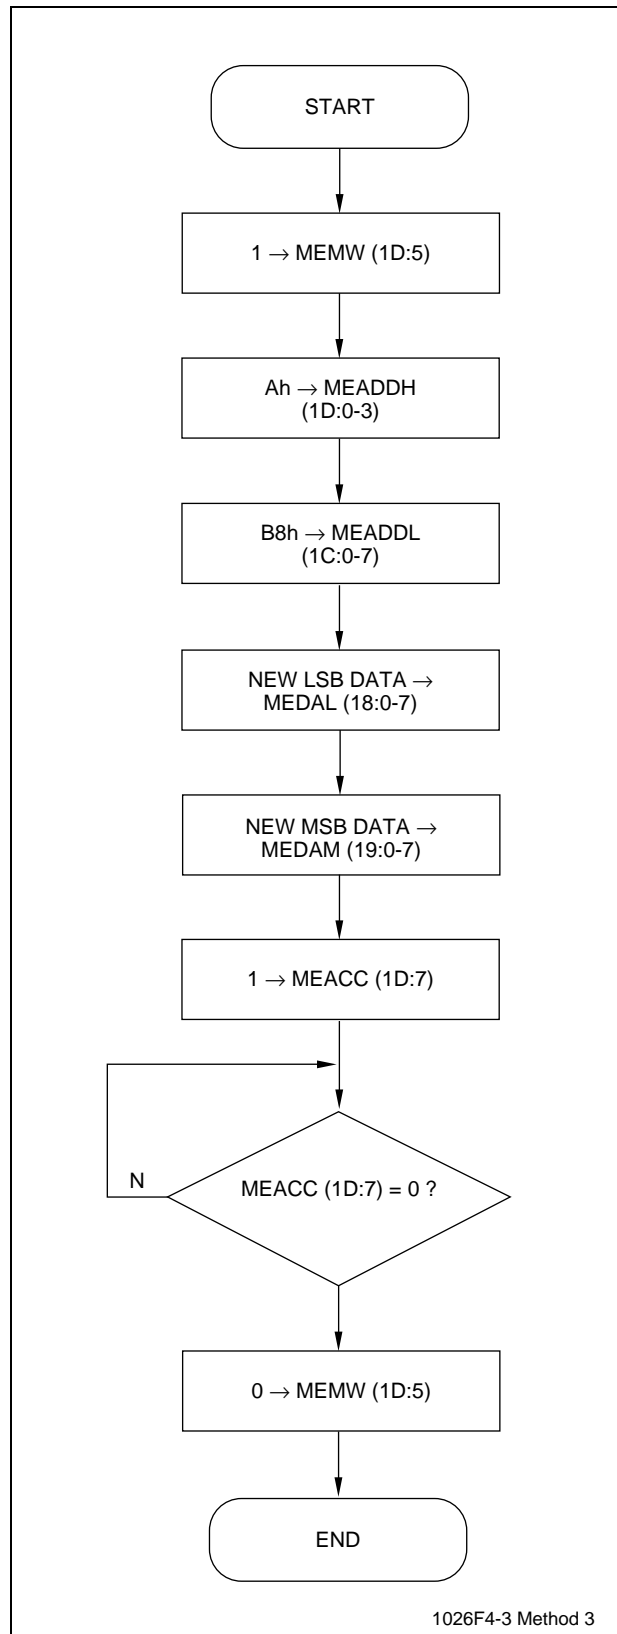 START
1 → MEMW (1D:5)
Ah → MEADDH
(1D:0-3)
B8h → MEADDL
(1C:0-7)
NEW LSB DATA →
MEDAL (18:0-7)
NEW MSB DATA →
MEDAM (19:0-7)
1 → MEACC (1D:7)
N
MEACC (1D:7) = 0 ?
0 → MEMW (1D:5)
END
1026F4-3 Method 3